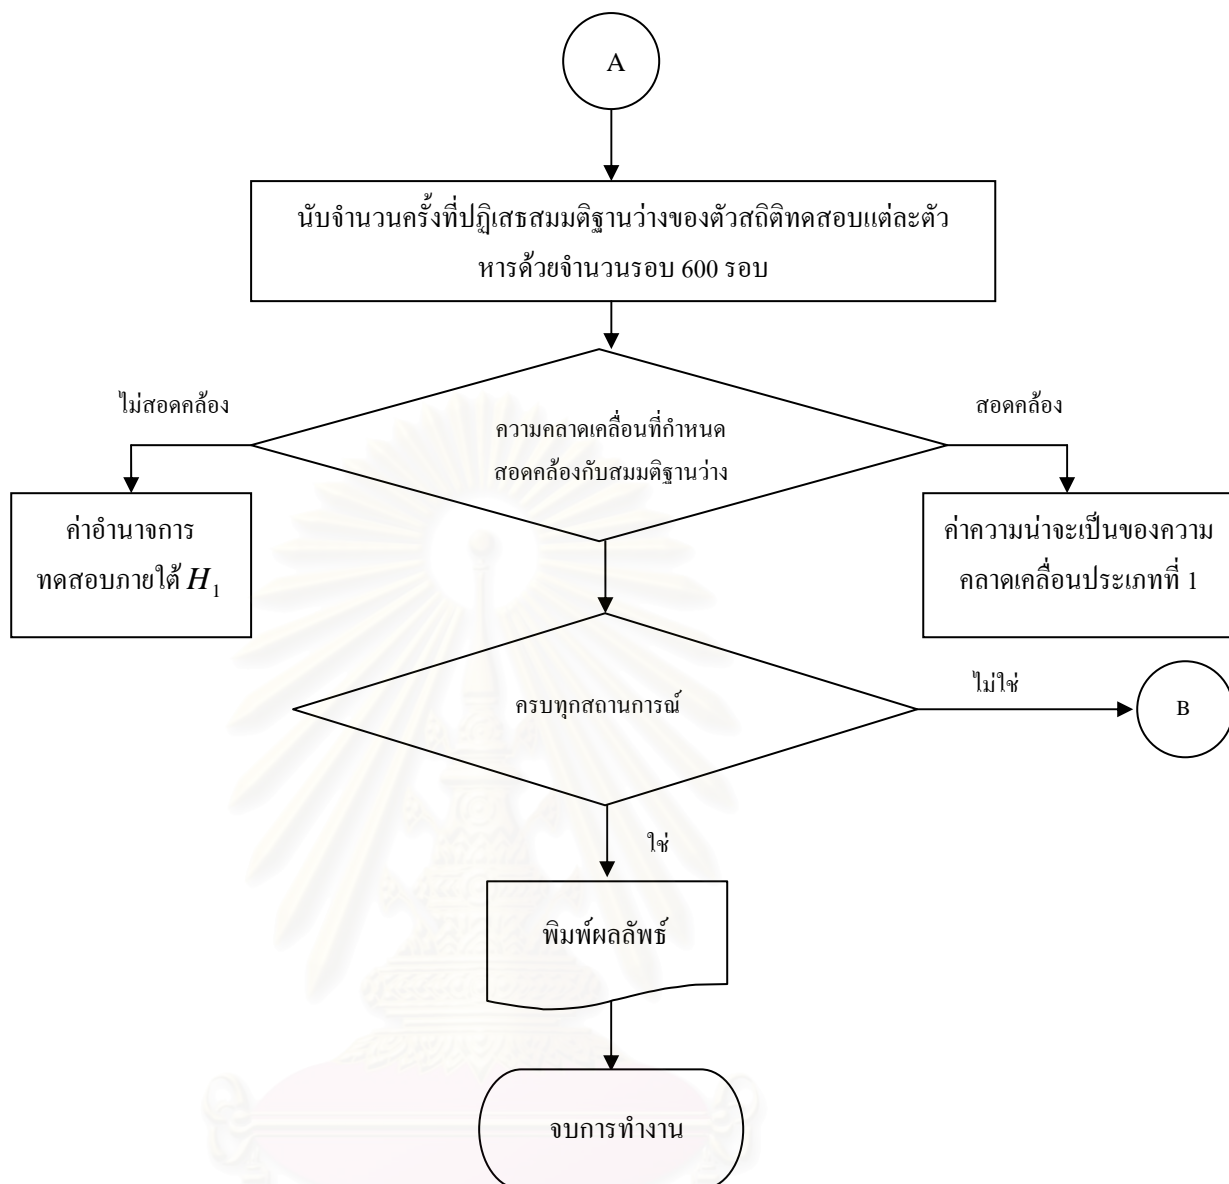 A
นับจำนวนครั้งที่ปฏิเสธสมมติฐานว่างของตัวสถิติทดสอบแต่ละตัว
หารด้วยจำนวนรอบ 600 รอบ
ไม่สอดคล้อง
สอดคล้อง
ความคลาดเคลื่อนที่กำหนด
สอดคล้องกับสมมติฐานว่าง
ค่าอำนาจการ
ทดสอบภายใต้ H₁
ค่าความน่าจะเป็นของความ
คลาดเคลื่อนประเภทที่ 1
ครบทุกสถานการณ์
ไม่ใช่
B
ใช่
พิมพ์ผลลัพธ์
จบการทำงาน